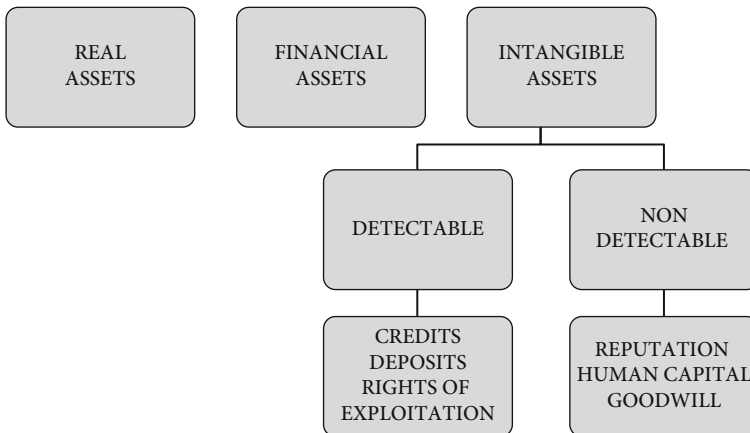 REAL
ASSETS
FINANCIAL
ASSETS
INTANGIBLE
ASSETS
DETECTABLE
NON
DETECTABLE
CREDITS
DEPOSITS
RIGHTS OF
EXPLOITATION
REPUTATION
HUMAN CAPITAL
GOODWILL